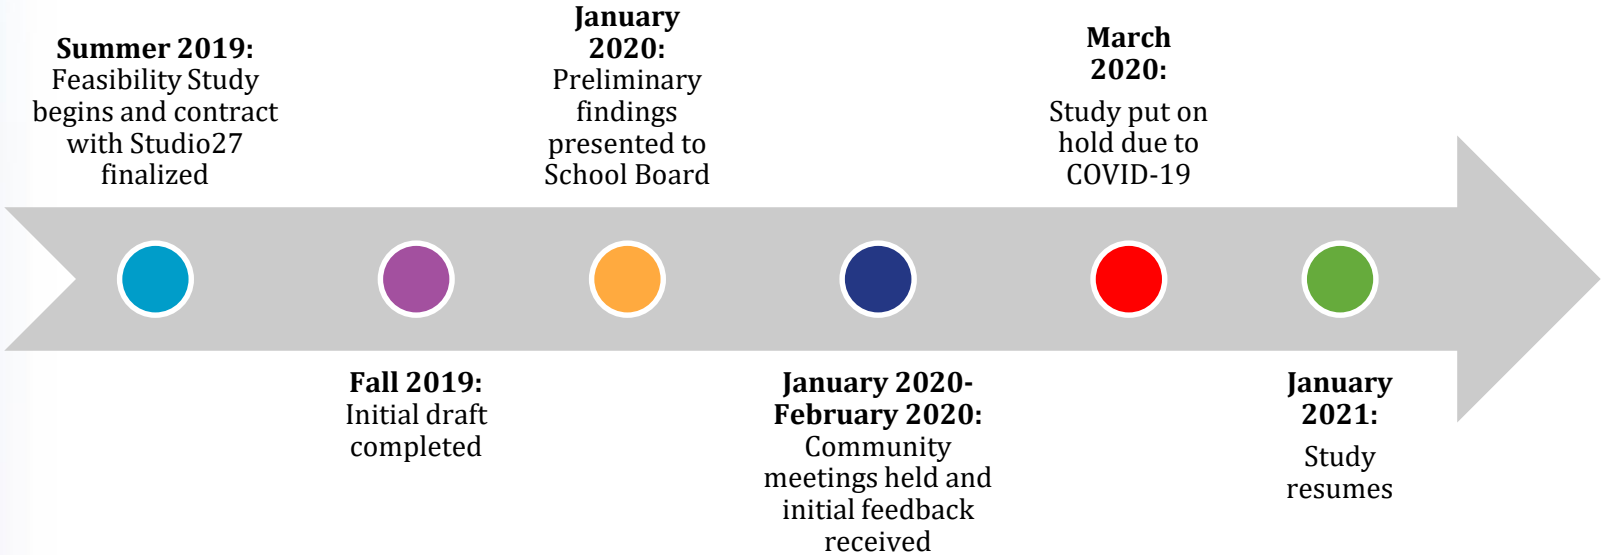 Summer 2019:
Feasibility Study
begins and contract
with Studio27
finalized
Fall 2019:
Initial draft
completed
January
2020:
Preliminary
findings
presented to
School Board
January 2020-
February 2020:
Community
meetings held and
initial feedback
received
March
2020:
Study put on
hold due to
COVID-19
January
2021:
Study
resumes